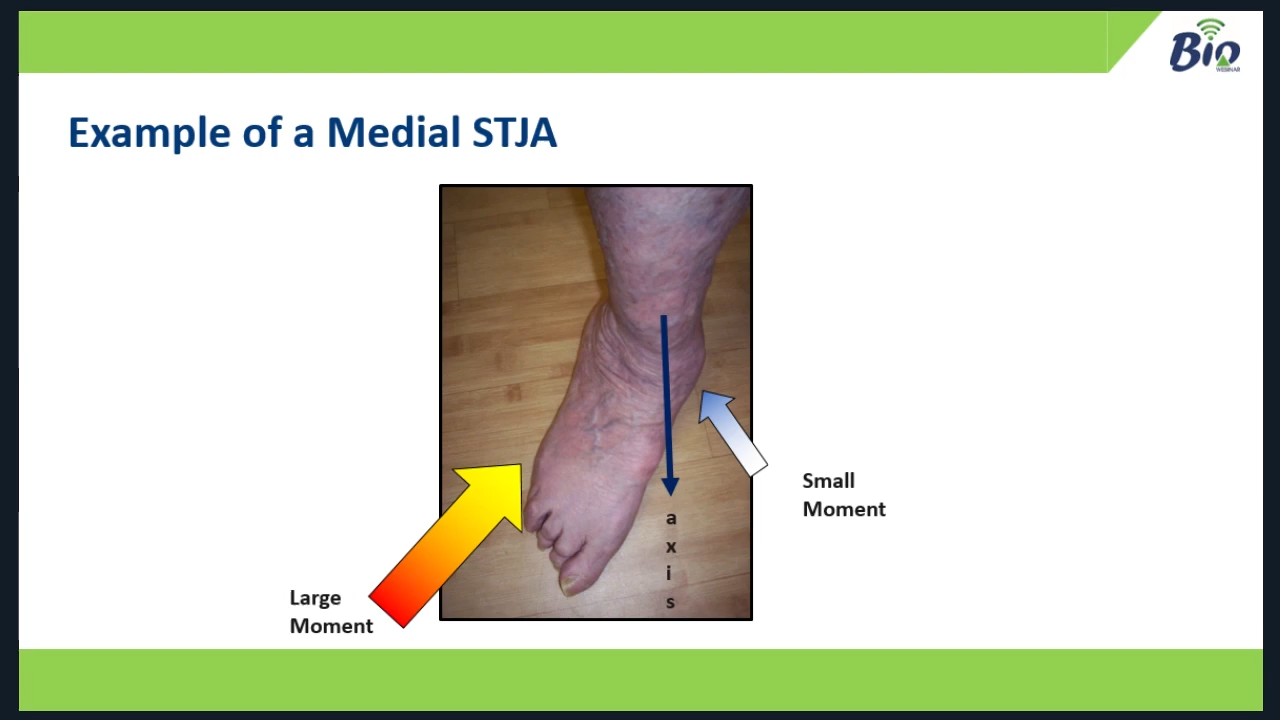 Bio
WEBINAR
Example of a Medial STJA
Small
Moment
a
x
i
s
Large
Moment